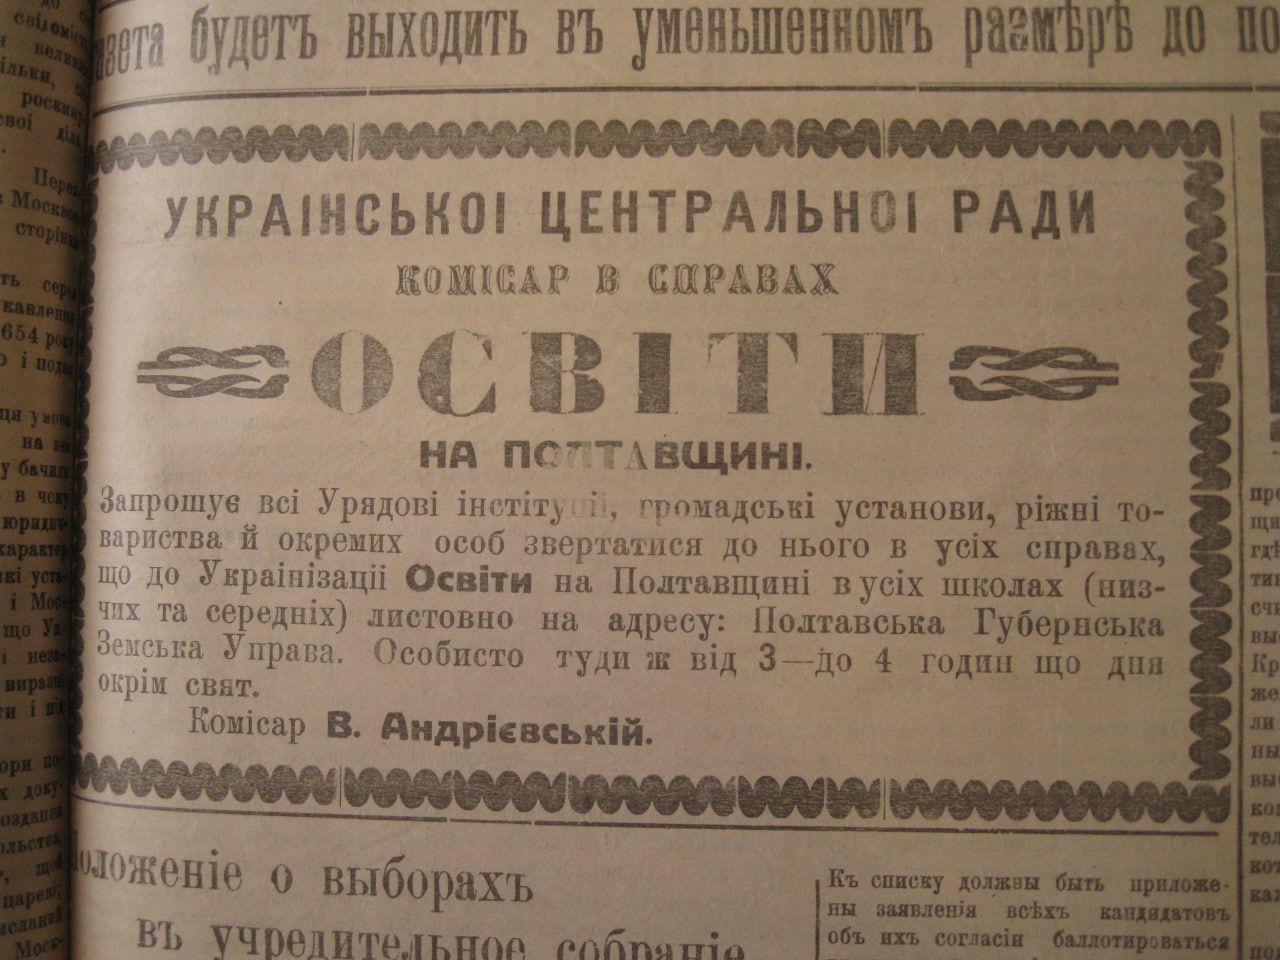 газета будетъ выходить въ уменьшенномъ размѣрѣ до по
УКРАІНСЬКОІ ЦЕНТРАЛЬНОІ РАДИ
КОМІСАР В СПРАВАХ
ОСВІТИ
НА ПОЛТАВЩИНІ.
Запрошує всі Урядові інстітуціі, громадські установи, ріжні то-
вариства й окремих особ звертатися до нього в усіх справах,
що до Украінізаціі Освіти на Полтавщині в усіх школах (низ-
чих та середніх) листовно на адресу: Полтавська Губернська
Земська Управа. Особисто туди ж від 3—до 4 годин що дня
окрім свят.
Комісар В. Андрієвській.
оложеніе о выборахъ
въ учредительное собраніе
Къ списку должны быть приложе-
ны заявленія всѣхъ кандидатовъ
объ ихъ согласіи баллотироваться